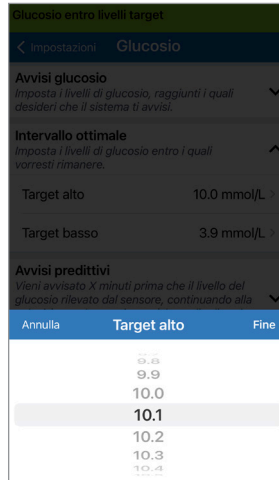 Glucosio entro livelli target
Impostazioni Glucosio
Avvisi glucosio
Imposta i livelli di glucosio, raggiunti i quali
desideri che il sistema ti avvisi.
Intervallo ottimale
Imposta i livelli di glucosio entro i quali
vorresti rimanere.
Target alto 10.0 mmol/L
Target basso 3.9 mmol/L
Avvisi predittivi
Vieni avvisato X minuti prima che il livello del
glucosio rilevato dal sensore, continuando alla
Annulla Target alto Fine
9.8
9.9
10.0
10.1
10.2
10.3
10.4